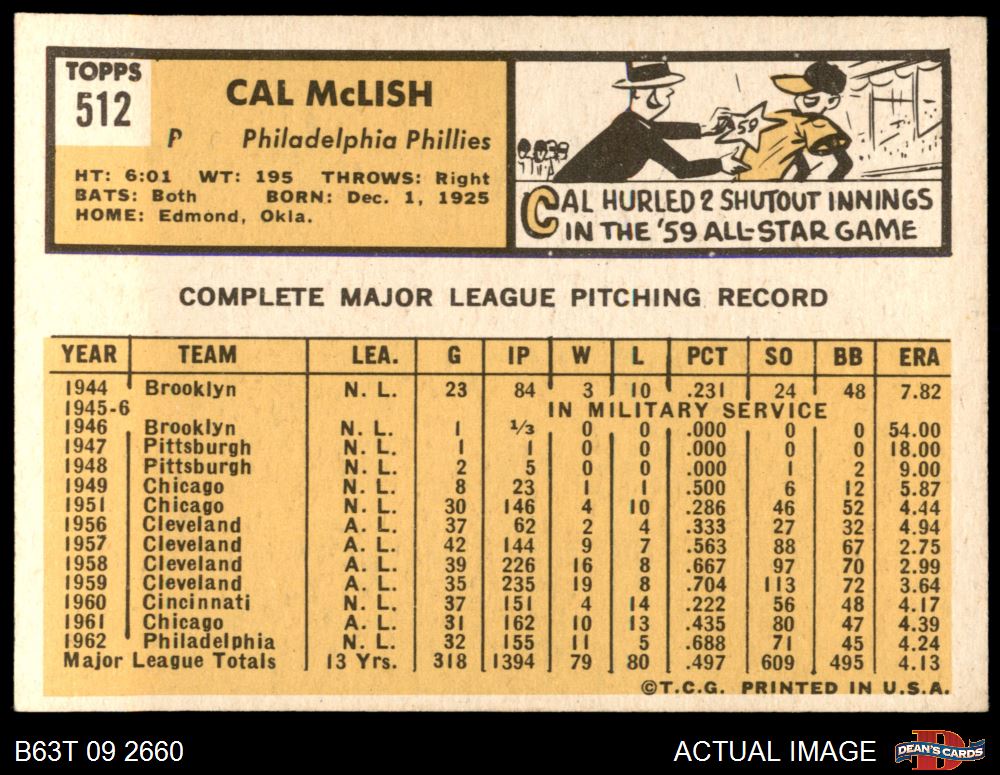 TOPPS
512
CAL McLISH
P Philadelphia Phillies
HT: 6:01 WT: 195 THROWS: Right
BATS: Both BORN: Dec. 1, 1925
HOME: Edmond, Okla.
59
CAL HURLED 2 SHUTOUT INNINGS
IN THE '59 ALL-STAR GAME
COMPLETE MAJOR LEAGUE PITCHING RECORD
YEAR TEAM LEA. G IP W L PCT SO BB ERA
1944 Brooklyn N. L. 23 84 3 10 .231 24 48 7.82
1945-6 IN MILITARY SERVICE
1946 Brooklyn N. L. 1 1/3 0 0 .000 0 0 54.00
1947 Pittsburgh N. L. 1 1 0 0 .000 0 0 18.00
1948 Pittsburgh N. L. 2 5 0 0 .000 1 2 9.00
1949 Chicago N. L. 8 23 1 1 .500 6 12 5.87
1951 Chicago N. L. 30 146 4 10 .286 46 52 4.44
1956 Cleveland A. L. 37 62 2 4 .333 27 32 4.94
1957 Cleveland A. L. 42 144 9 7 .563 88 67 2.75
1958 Cleveland A. L. 39 226 16 8 .667 97 70 2.99
1959 Cleveland A. L. 35 235 19 8 .704 113 72 3.64
1960 Cincinnati N. L. 37 151 4 14 .222 56 48 4.17
1961 Chicago A. L. 31 162 10 13 .435 80 47 4.39
1962 Philadelphia N. L. 32 155 11 5 .688 71 45 4.24
Major League Totals 13 Yrs. 318 1394 79 80 .497 609 495 4.13
©T.C.G. PRINTED IN U.S.A.
B63T 09 2660 ACTUAL IMAGE DEAN'S CARDS